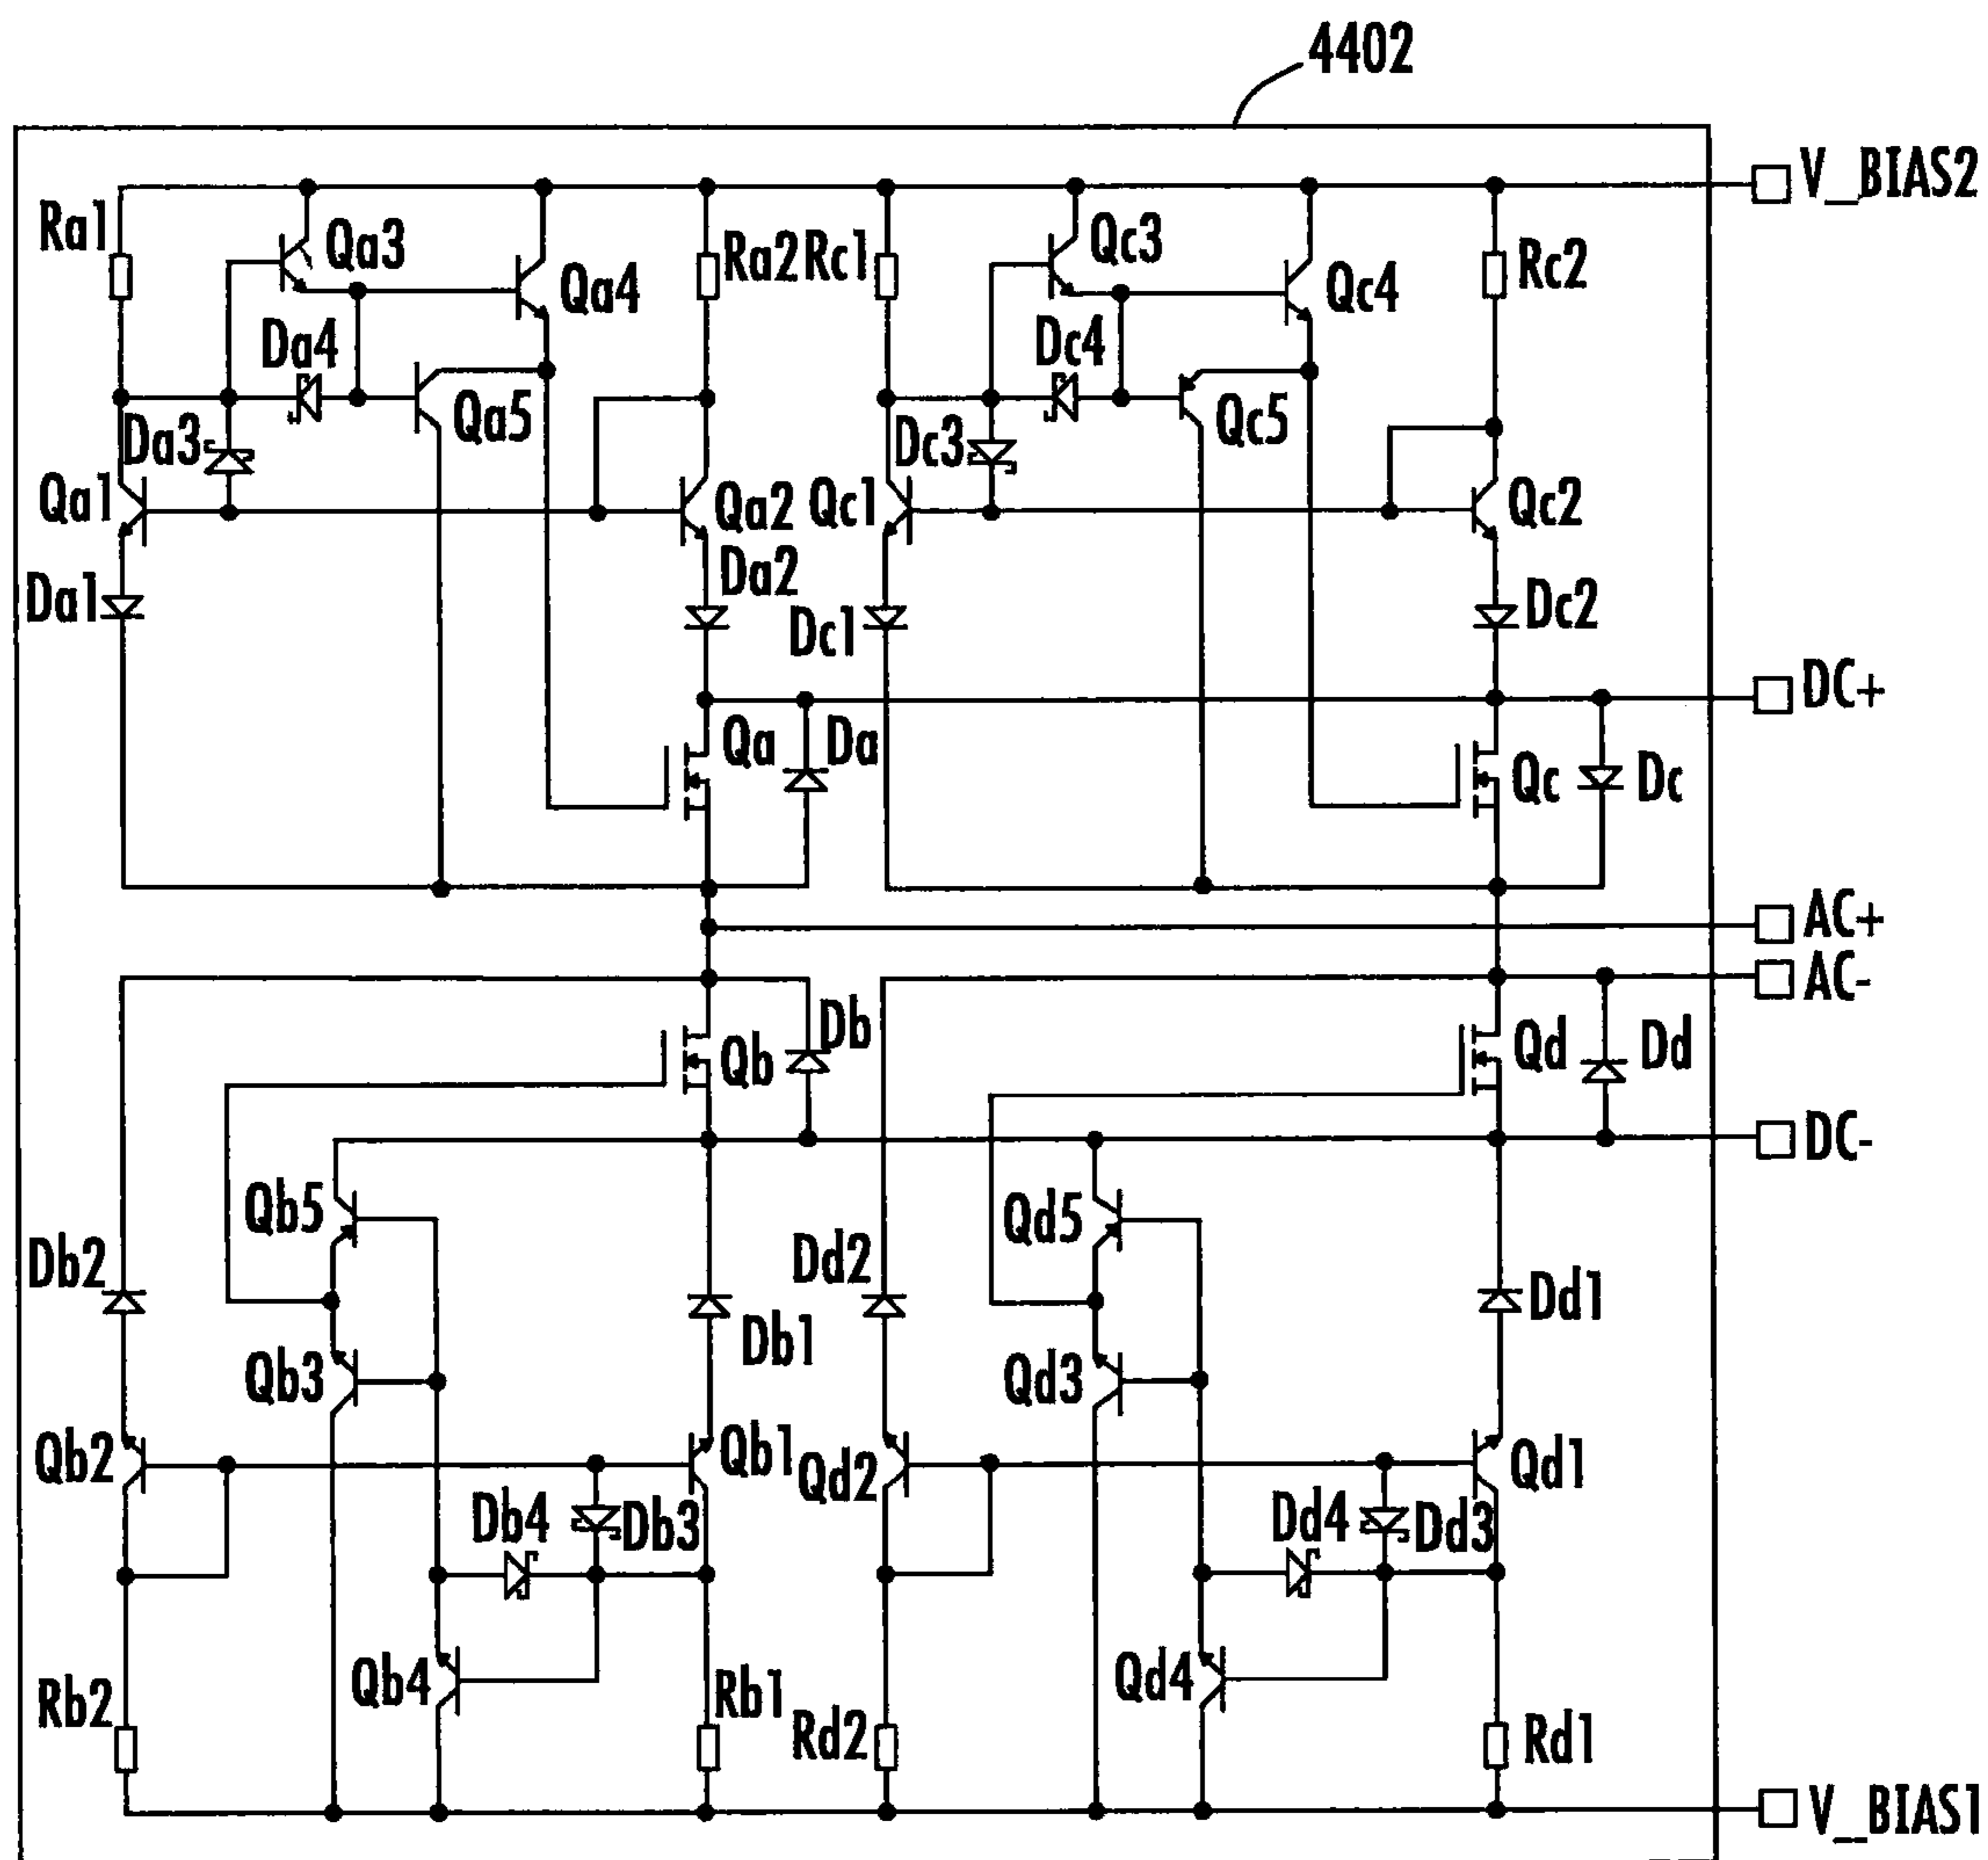 4402
V_BIAS2
Ra1
Qa3
Qa4
Ra2
Rc1
Qc3
Qc4
Rc2
Da4
Qa5
Dc4
Qc5
Da3
Dc3
Qa1
Qa2
Qc1
Qc2
Da1
Da2
Dc1
Dc2
DC+
Qa
Da
Qc
Dc
AC+
AC-
Qb
Db
Qd
Dd
DC-
Qb5
Qd5
Db2
Dd2
Db1
Dd1
Qb3
Qd3
Qb2
Qb1
Qd2
Qd1
Db4
Db3
Dd4
Dd3
Qb4
Qd4
Rb2
Rb1
Rd2
Rd1
V_BIAS1